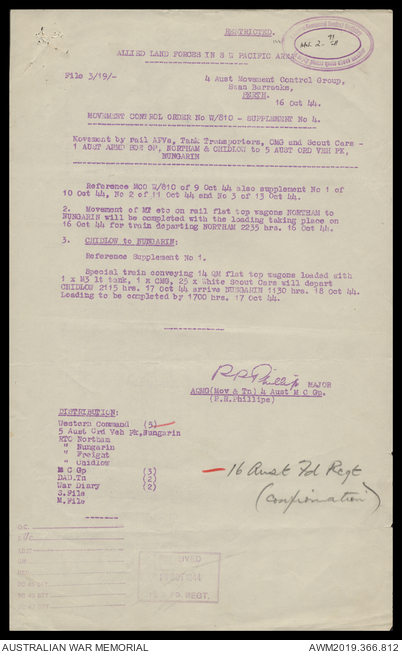 RESTRICTED.
ALLIED LAND FORCES IN S W PACIFIC AREA
File 3/19/-
4 Aust Movement Control Group,
Swan Barracks,
PERTH.
16 Oct 44.
MOVEMENT CONTROL ORDER No W/810 - SUPPLEMENT No 4.
Movement by rail AFVs, Tank Transporters, CMG and Scout Cars -
1 AUST ARMD REGT GP, NORTHAM & CHIDLOW to 5 AUST ORD VEH PK,
NUNGARIN
Reference MCO W/810 of 9 Oct 44 also supplement No 1 of
10 Oct 44, No 2 of 11 Oct 44 and No 3 of 13 Oct 44.
2. Movement of MT etc on rail flat top wagons NORTHAM to
NUNGARIN will be completed with the loading taking place on
16 Oct 44 for train departing NORTHAM 2235 hrs. 16 Oct 44.
3. CHIDLOW to NUNGARIN:
Reference Supplement No 1.
Special train conveying 14 QM flat top wagons loaded with
1 x M3 lt tank, 1 x CMG, 25 x White Scout Cars will depart
CHIDLOW 2115 hrs. 17 Oct 44 arrive NUNGARIN 1130 hrs. 18 Oct 44.
Loading to be completed by 1700 hrs. 17 Oct 44.
R R Phillips MAJOR
ASMG(Mov & Tn) 4 Aust M C Gp.
DISTRIBUTION:
Western Command (5)
5 Aust Ord Veh Pk, Nungarin
RTO Northam
" Nungarin
" Freight
" Chidlow
M C Gp (3)
DAD.Tn (2)
War Diary (2)
S.File
M.File
16 Aust Fd Regt
O.C.
REGT.
AUSTRALIAN WAR MEMORIAL
AWM2019.366.812